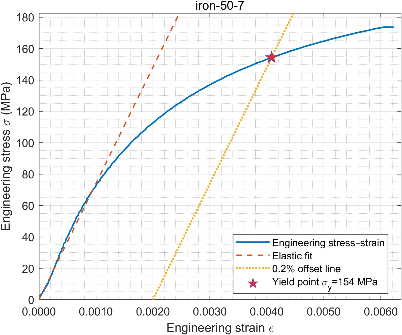 iron-50-7
180
160
140
120
100
80
60
40
20
0
Engineering stress σ (MPa)
0.0000
0.0010
0.0020
0.0030
0.0040
0.0050
0.0060
Engineering strain ϵ
Engineering stress–strain
Elastic fit
0.2% offset line
Yield point σy=154 MPa